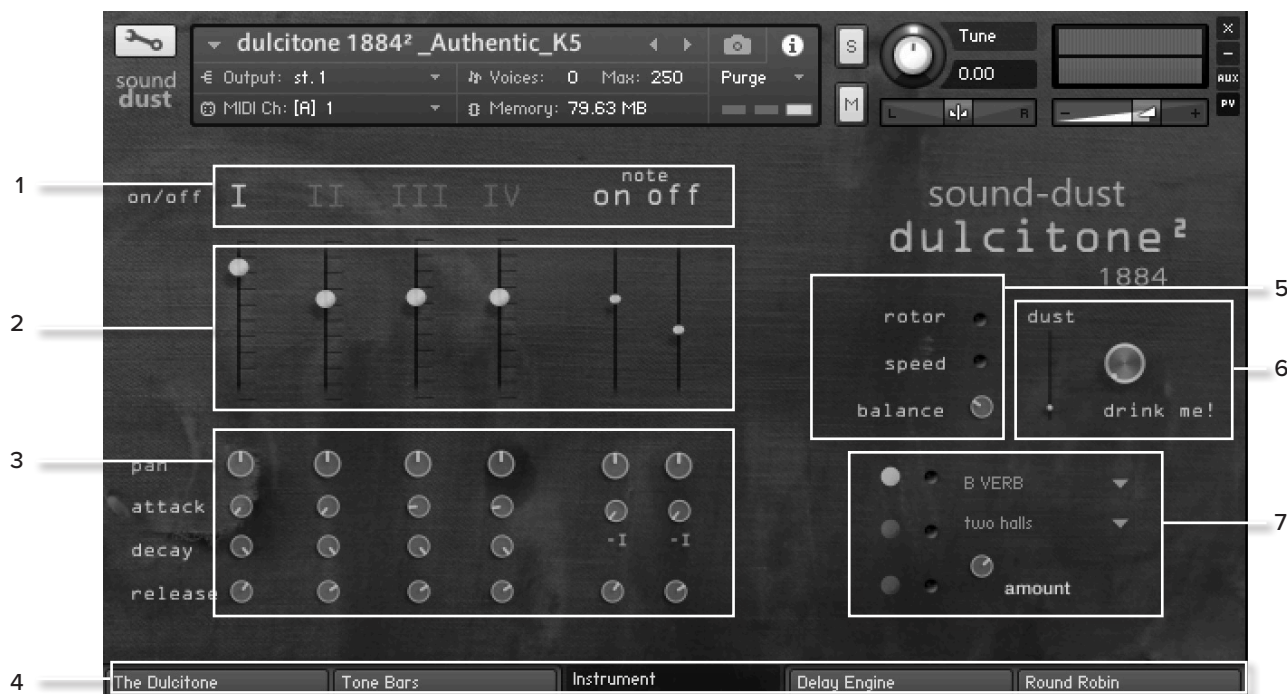 dulcitone 1884² _Authentic_K5
i
S
Tune
X
-
sound
dust
Output: st. 1
Voices: 0 Max: 250
Purge
0.00
AUX
MIDI Ch: [A] 1
Memory: 79.63 MB
M
L
R
-
+
PV
1
on/off
I
II
III
IV
note
on off
sound-dust
dulcitone²
1884
2
5
rotor
speed
balance
dust
drink me!
6
3
pan
attack
decay
release
-I
-I
B VERB
two halls
amount
7
4
The Dulcitone
Tone Bars
Instrument
Delay Engine
Round Robin